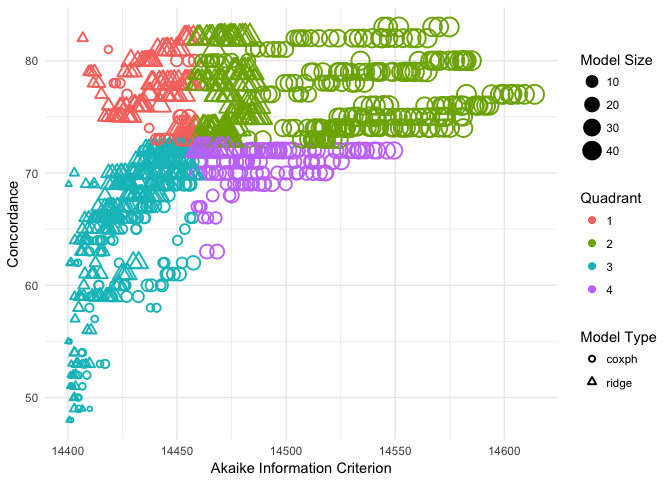 80
70
60
50
Concordance
14400 14450 14500 14550 14600
Akaike Information Criterion
Model Size
10
20
30
40
Quadrant
1
2
3
4
Model Type
coxph
ridge